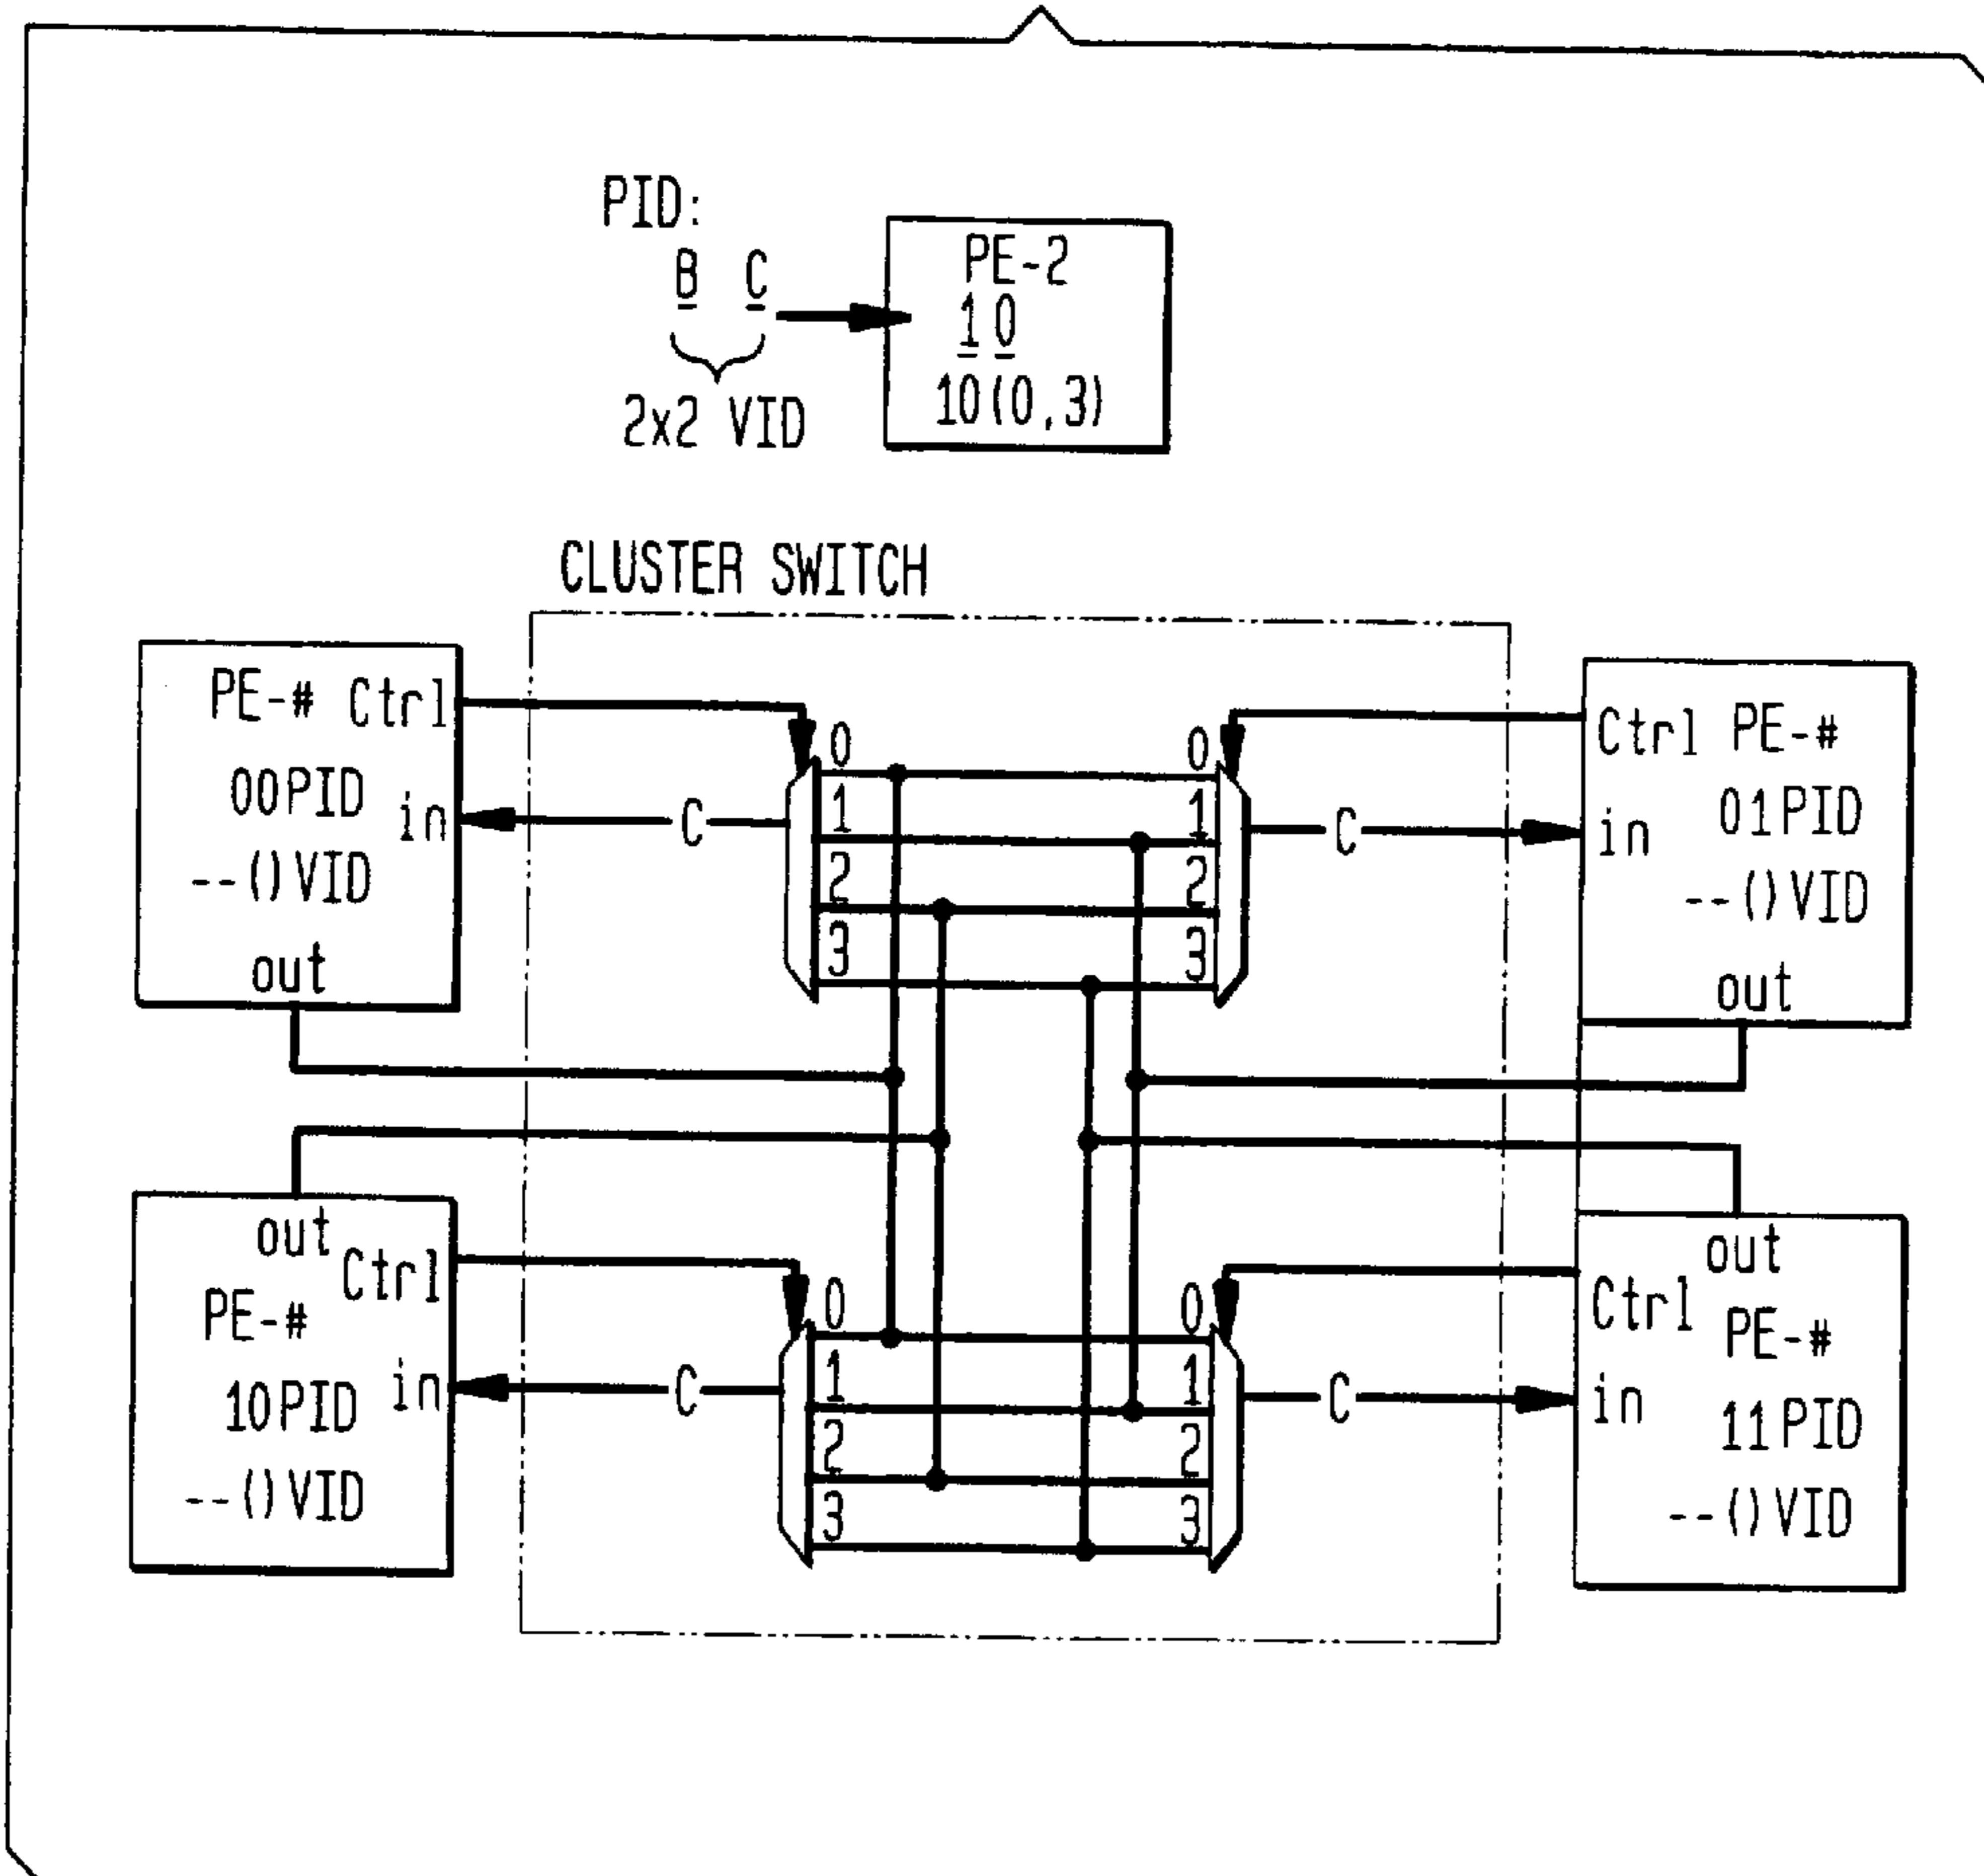 PID:
B C
2x2 VID
PE-2
10
10(0,3)
CLUSTER SWITCH
PE-# Ctrl
00PID
in
--()VID
out
0
1
2
3
C
0
1
2
3
C
Ctrl PE-#
01PID
in
--()VID
out
out
Ctrl
PE-#
in
10PID
--()VID
0
1
2
3
C
0
1
2
3
C
out
Ctrl
PE-#
in
11PID
--()VID